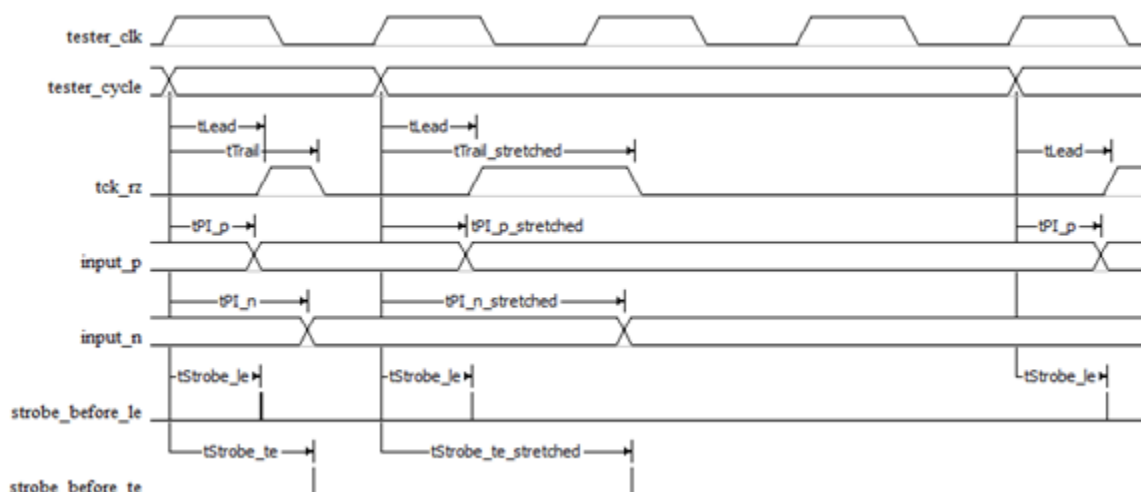 tester_clk
tester_cycle
tLead tLead
tTrail tTrail_stretched tLead
tck_rz
tPI_p tPI_p_stretched tPI_p
input_p
tPI_n tPI_n_stretched
input_n
tStrobe_le tStrobe_le tStrobe_le
strobe_before_le
tStrobe_te tStrobe_te_stretched
strobe_before_te